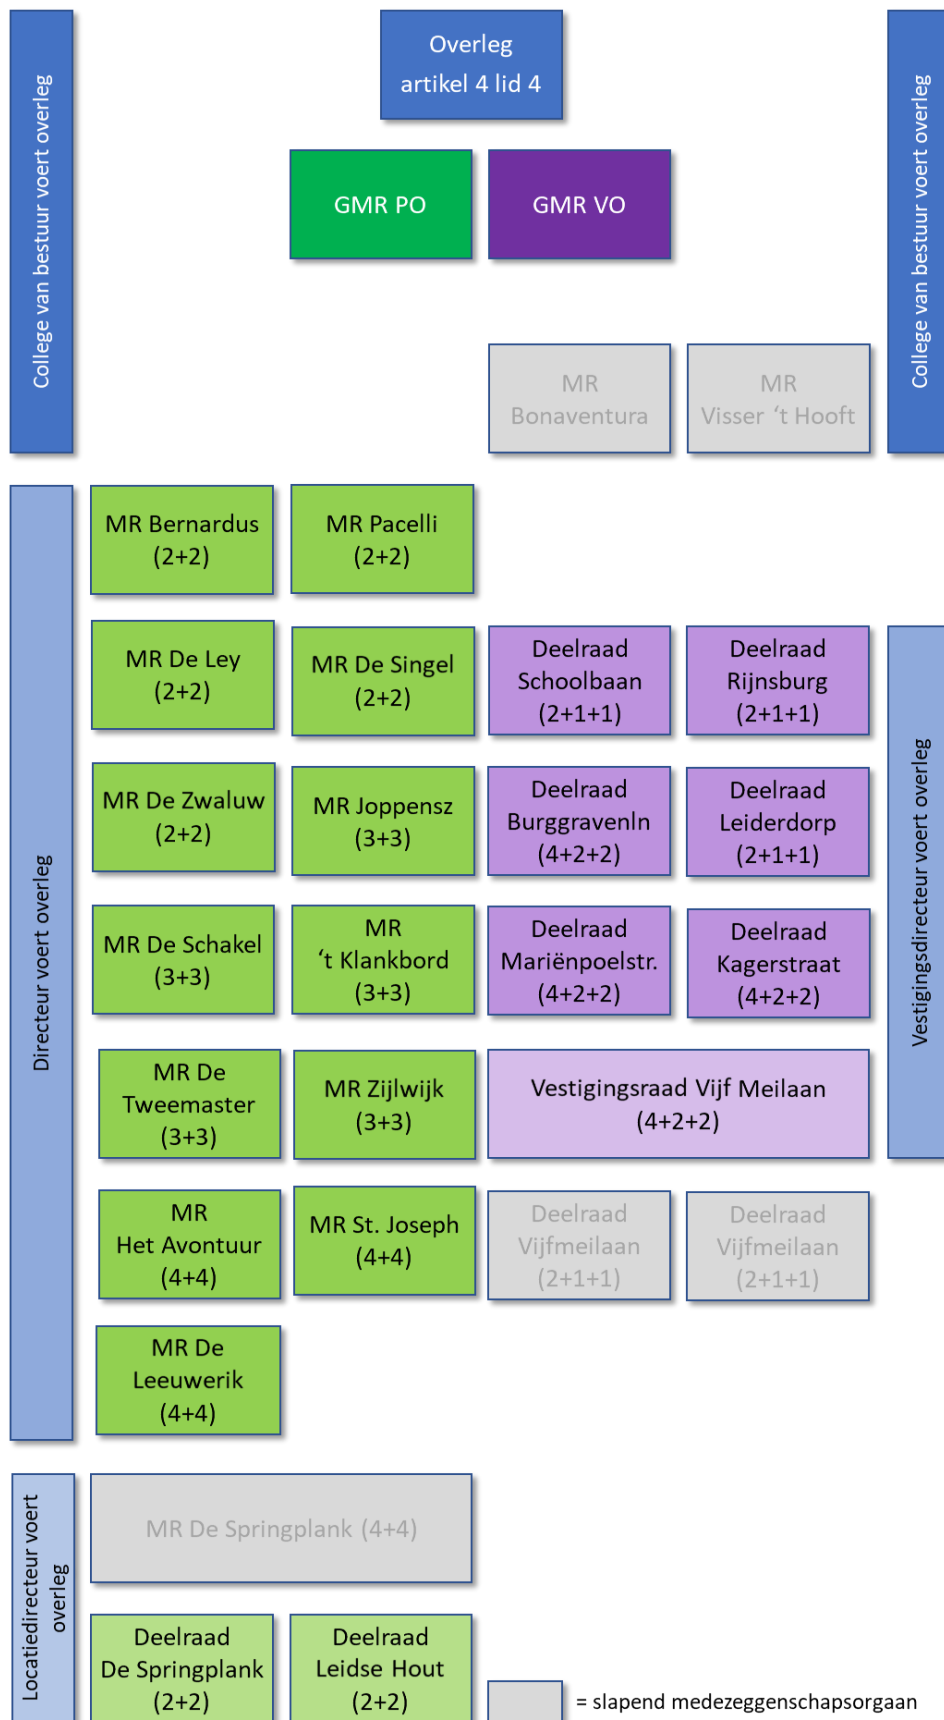 College van bestuur voert overleg
Overleg
artikel 4 lid 4
College van bestuur voert overleg
GMR PO
GMR VO
MR
Bonaventura
MR
Visser ‘t Hooft
Directeur voert overleg
MR Bernardus
(2+2)
MR Pacelli
(2+2)
MR De Ley
(2+2)
MR De Singel
(2+2)
Deelraad
Schoolbaan
(2+1+1)
Deelraad
Rijnsburg
(2+1+1)
Vestigingsdirecteur voert overleg
MR De Zwaluw
(2+2)
MR Joppensz
(3+3)
Deelraad
Burggravenln
(4+2+2)
Deelraad
Leiderdorp
(2+1+1)
MR De Schakel
(3+3)
MR
‘t Klankbord
(3+3)
Deelraad
Mariënpoelstr.
(4+2+2)
Deelraad
Kagerstraat
(4+2+2)
MR De
Tweemaster
(3+3)
MR Zijlwijk
(3+3)
Vestigingsraad Vijf Meilaan
(4+2+2)
MR
Het Avontuur
(4+4)
MR St. Joseph
(4+4)
Deelraad
Vijfmeilaan
(2+1+1)
Deelraad
Vijfmeilaan
(2+1+1)
MR De
Leeuwerik
(4+4)
Locatiedirecteur voert
overleg
MR De Springplank (4+4)
Deelraad
De Springplank
(2+2)
Deelraad
Leidse Hout
(2+2)
= slapend medezeggenschapsorgaan